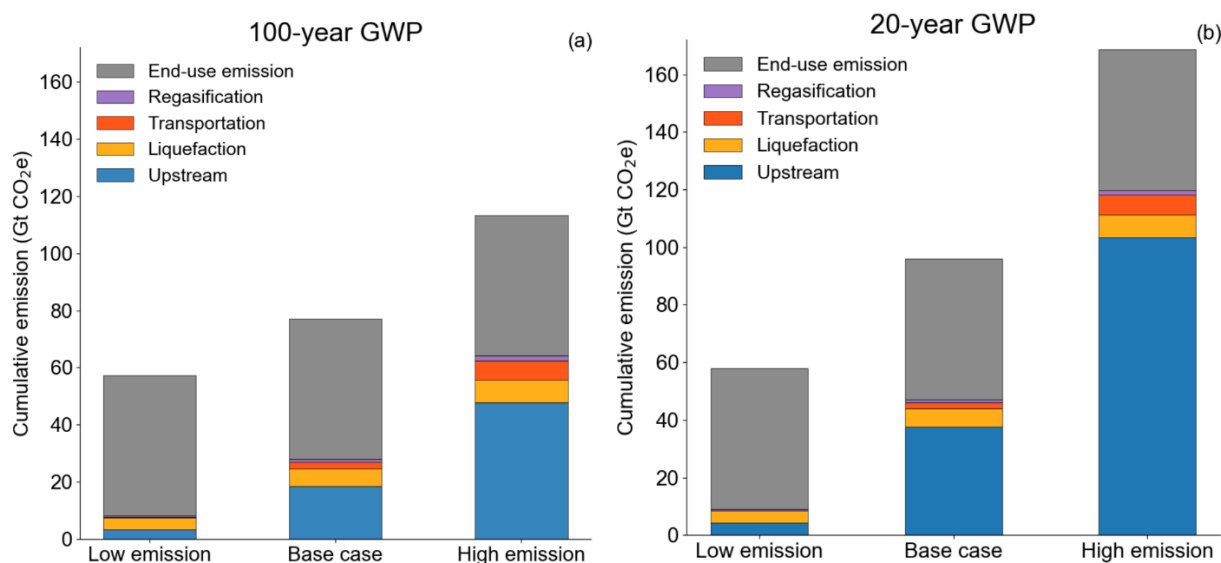 100-year GWP
(a)
End-use emission
Regasification
Transportation
Liquefaction
Upstream
Cumulative emission (Gt CO₂e)
160
140
120
100
80
60
40
20
0
Low emission
Base case
High emission
20-year GWP
(b)
End-use emission
Regasification
Transportation
Liquefaction
Upstream
Cumulative emission (Gt CO₂e)
160
140
120
100
80
60
40
20
0
Low emission
Base case
High emission